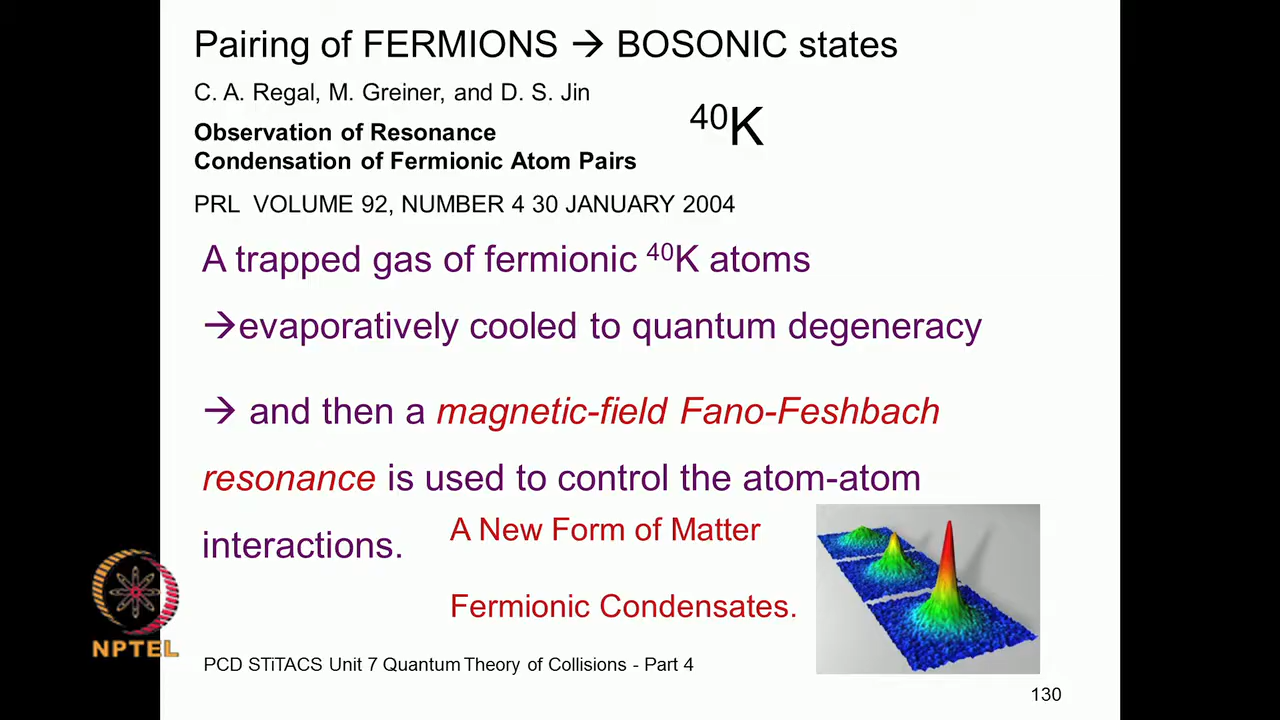 Pairing of FERMIONS → BOSONIC states
C. A. Regal, M. Greiner, and D. S. Jin
Observation of Resonance
Condensation of Fermionic Atom Pairs
⁴⁰K
PRL VOLUME 92, NUMBER 4 30 JANUARY 2004
A trapped gas of fermionic ⁴⁰K atoms
→evaporatively cooled to quantum degeneracy
→ and then a magnetic-field Fano-Feshbach
resonance is used to control the atom-atom
interactions.
A New Form of Matter
Fermionic Condensates.
NPTEL
PCD STiTACS Unit 7 Quantum Theory of Collisions - Part 4
130